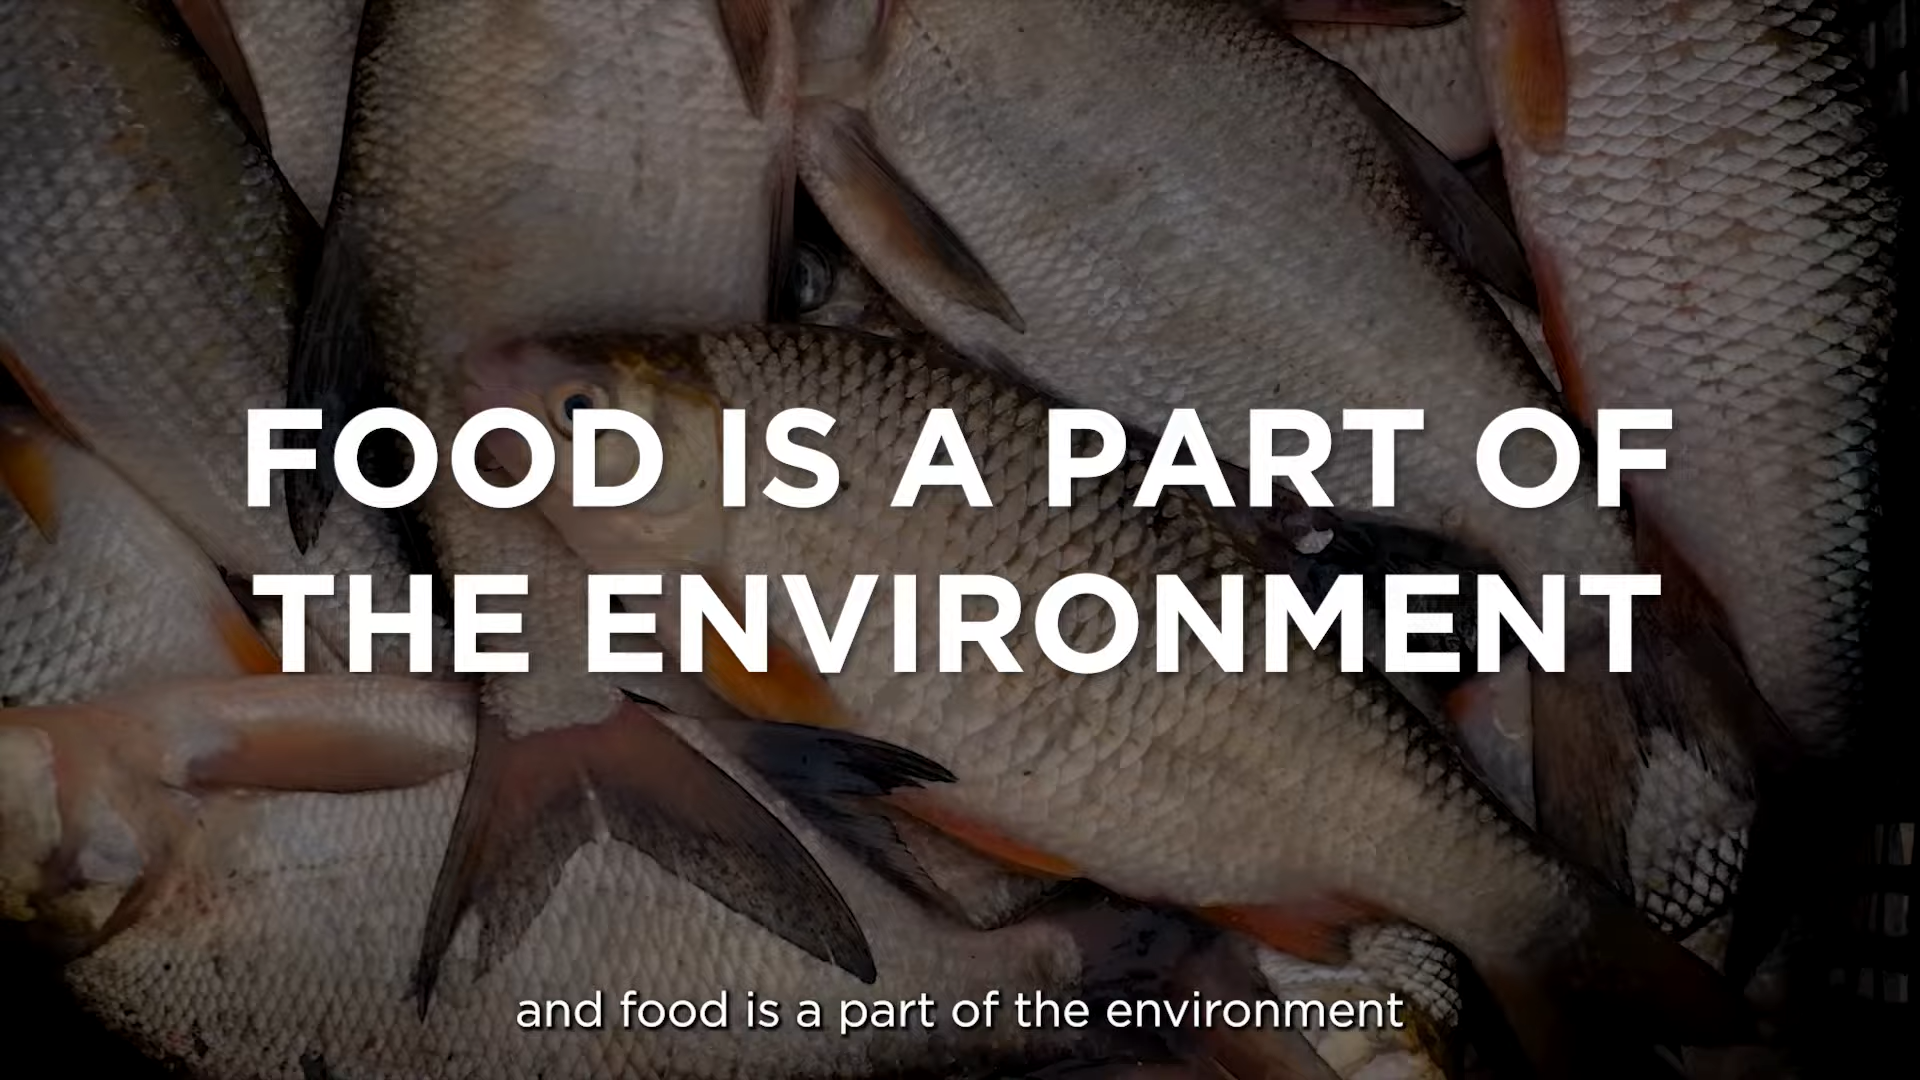 FOOD IS A PART OF
THE ENVIRONMENT
and food is a part of the environment